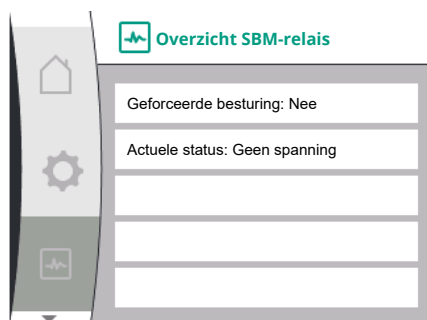 Overzicht SBM-relais
Geforceerde besturing: Nee
Actuele status: Geen spanning